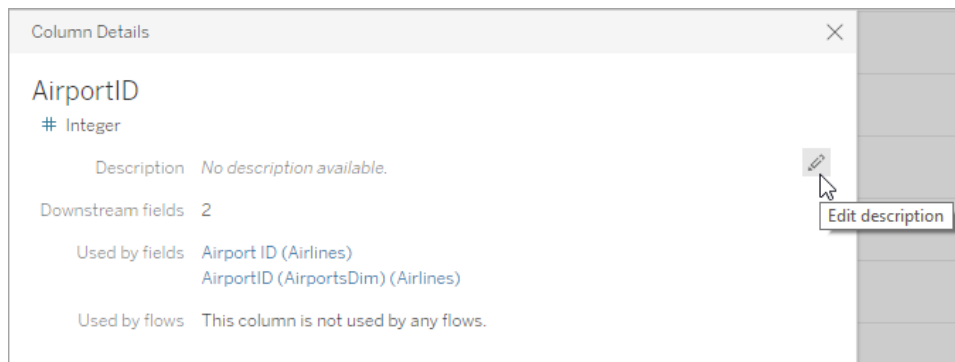 Column Details
AirportID
# Integer
Description No description available.
Edit description
Downstream fields 2
Used by fields Airport ID (Airlines)
AirportID (AirportsDim) (Airlines)
Used by flows This column is not used by any flows.